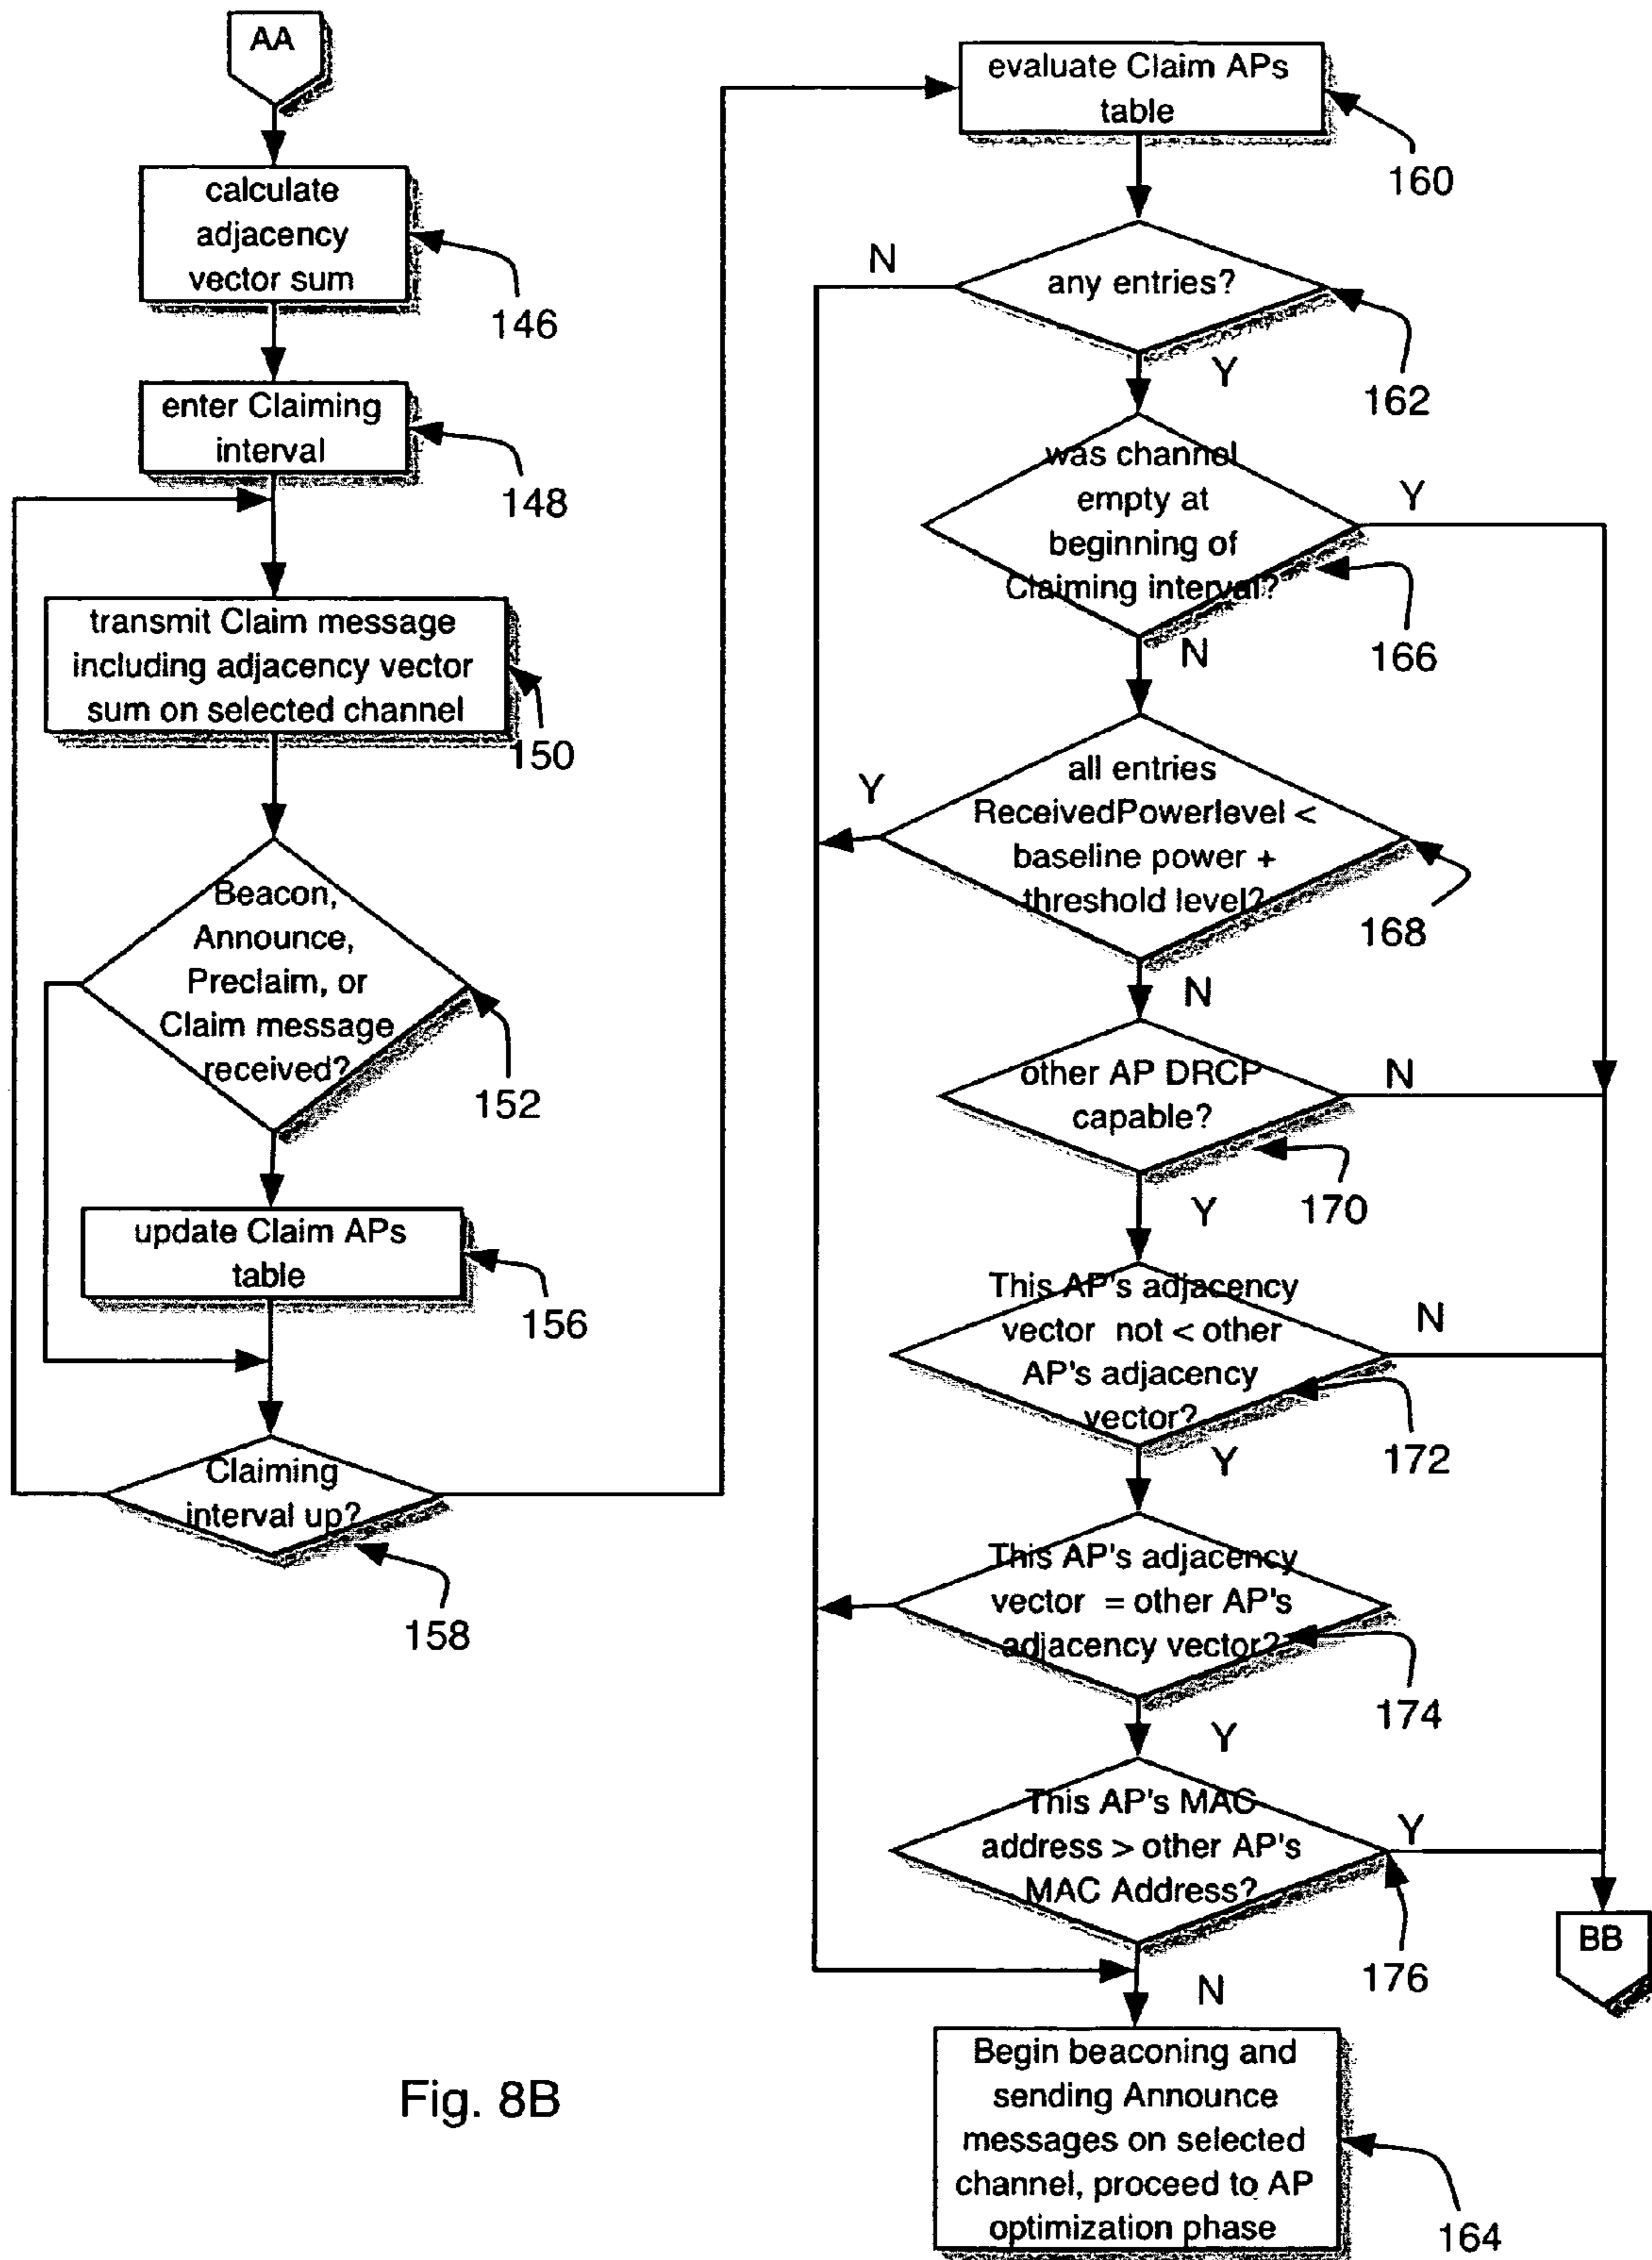 AA
calculate
adjacency
vector sum
146
enter Claiming
interval
148
transmit Claim message
including adjacency vector
sum on selected channel
150
Beacon,
Announce,
Preclaim, or
Claim message
received?
152
update Claim APs
table
156
Claiming
interval up?
158
evaluate Claim APs
table
160
any entries?
N
Y
162
was channel
empty at
beginning of
Claiming interval?
Y
N
166
all entries
ReceivedPowerlevel <
baseline power +
threshold level?
Y
N
168
other AP DRCP
capable?
N
Y
170
This AP's adjacency
vector not < other
AP's adjacency
vector?
N
Y
172
This AP's adjacency
vector = other AP's
adjacency vector?
Y
174
This AP's MAC
address > other AP's
MAC Address?
Y
N
176
BB
Begin beaconing and
sending Announce
messages on selected
channel, proceed to AP
optimization phase
164
Fig. 8B